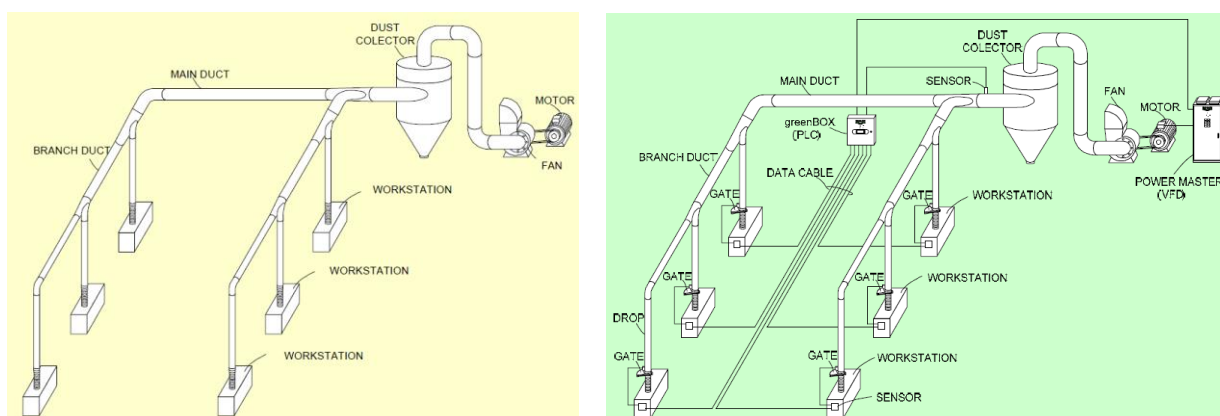 DUST
COLECTOR
MAIN DUCT
MOTOR
BRANCH DUCT
FAN
WORKSTATION
WORKSTATION
WORKSTATION
DUST
COLECTOR
MAIN DUCT
SENSOR
FAN
MOTOR
greenBOX
(PLC)
BRANCH DUCT
DATA CABLE
POWER MASTER
(VFD)
GATE
GATE
WORKSTATION
GATE
GATE
WORKSTATION
DROP
GATE
GATE
WORKSTATION
SENSOR